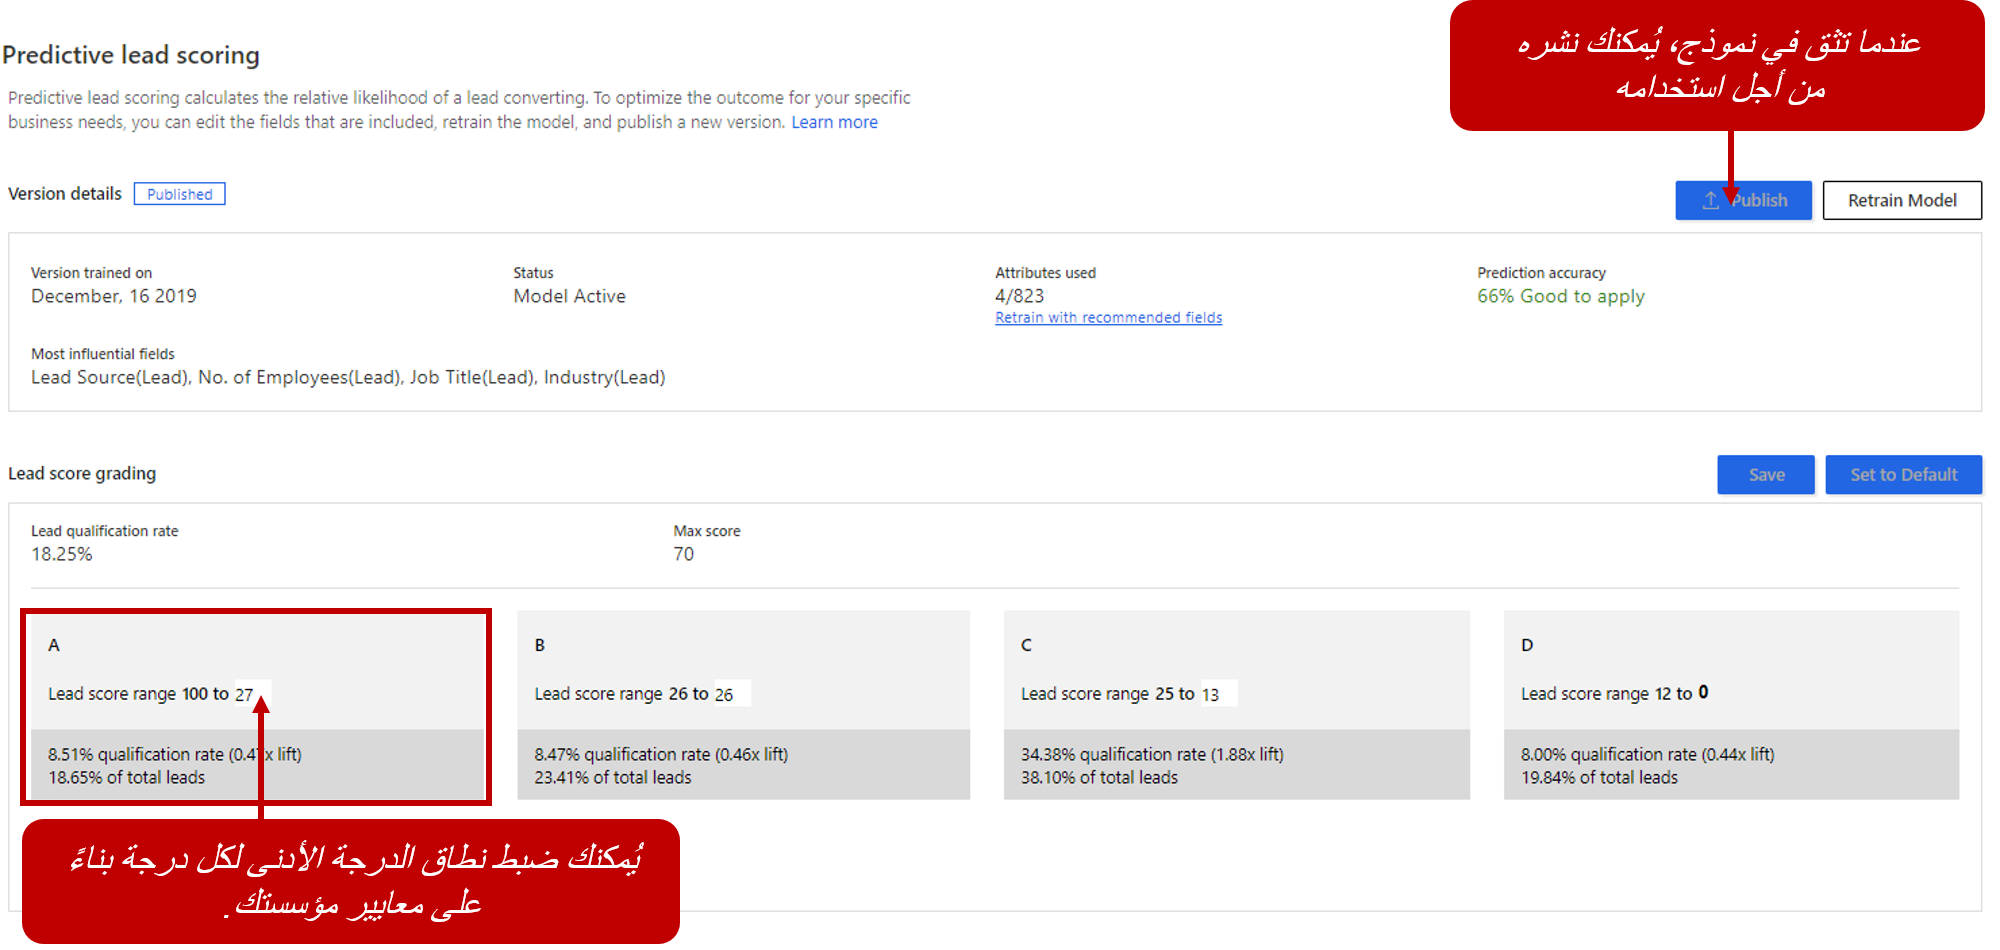 عندما تثق في نموذج، يُمكنك نشره
من أجل استخدامه
Predictive lead scoring
Predictive lead scoring calculates the relative likelihood of a lead converting. To optimize the outcome for your specific
business needs, you can edit the fields that are included, retrain the model, and publish a new version. Learn more
Version details Published
Publish Retrain Model
Version trained on
December, 16 2019
Status
Model Active
Attributes used
4/823
Retrain with recommended fields
Prediction accuracy
66% Good to apply
Most influential fields
Lead Source(Lead), No. of Employees(Lead), Job Title(Lead), Industry(Lead)
Lead score grading
Save Set to Default
Lead qualification rate
18.25%
Max score
70
A
Lead score range 100 to 27
8.51% qualification rate (0.47x lift)
18.65% of total leads
B
Lead score range 26 to 26
8.47% qualification rate (0.46x lift)
23.41% of total leads
C
Lead score range 25 to 13
34.38% qualification rate (1.88x lift)
38.10% of total leads
D
Lead score range 12 to 0
8.00% qualification rate (0.44x lift)
19.84% of total leads
يُمكنك ضبط نطاق الدرجة الأدنى لكل درجة بناءً
على معايير مؤسستك.